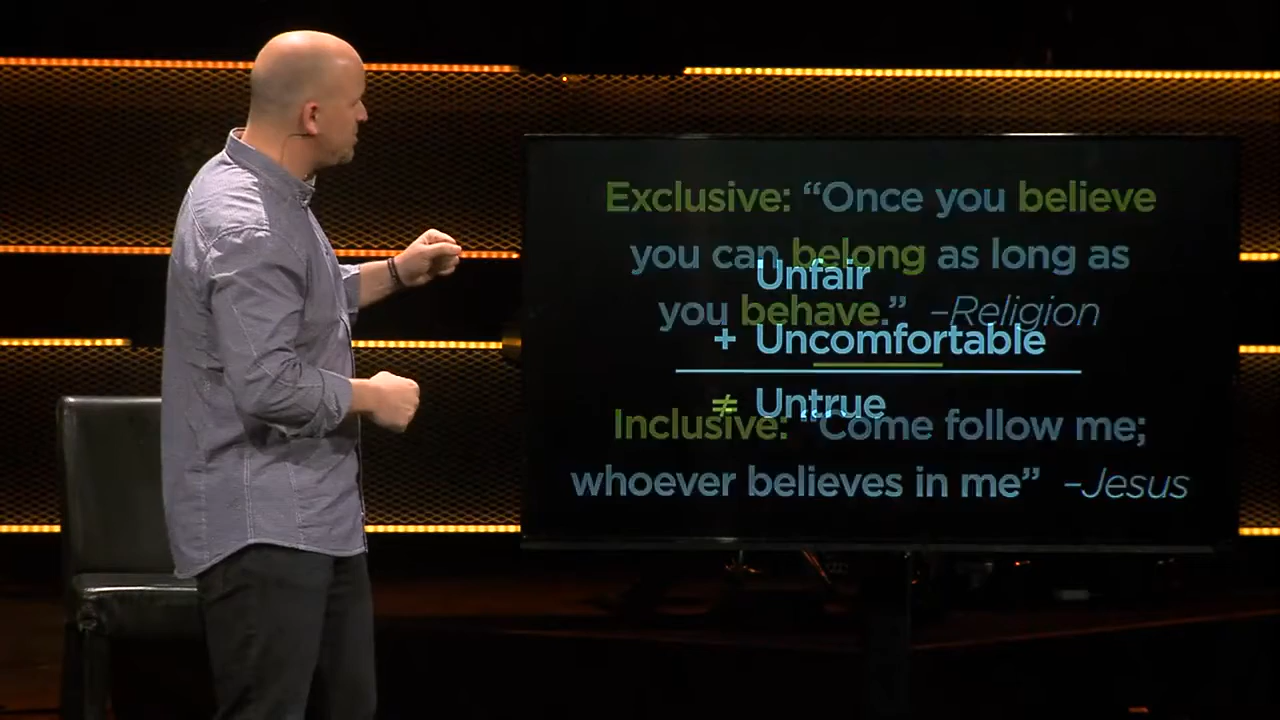 Exclusive: “Once you believe
you can belong as long as
you behave.” –Religion
Unfair
+ Uncomfortable
≠ Untrue
Inclusive: “Come follow me;
whoever believes in me” –Jesus